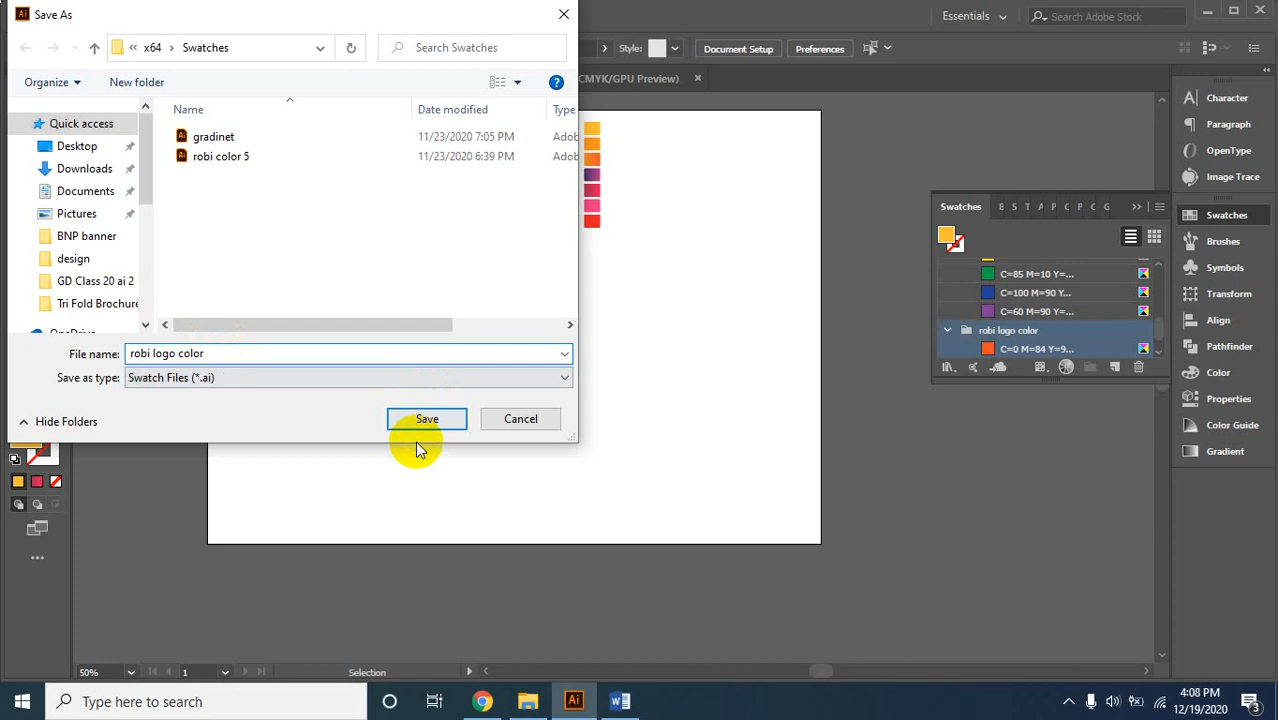 Save As
Essentials
Search Adobe Stock
x64
Swatches
Search Swatches
Style:
Document Setup
Preferences
Organize
New folder
CMYK/GPU Preview)
Name
Date modified
Type
Quick access
gradinet
11/23/2020 7:05 PM
Adob
robi color 5
11/23/2020 6:39 PM
Adob
Desktop
Downloads
Documents
Pictures
BNP banner
design
GD Class 20 ai 2
Tri Fold Brochure
OneDrive
File name:
robi logo color
Save as type:
Swatch Files (*.ai)
Hide Folders
Save
Cancel
Swatches
B
S
T
A
P
C
P
C
G
C=85 M=10 Y=...
C=100 M=90 Y...
C=60 M=90 Y=...
robi logo color
C=0 M=84 Y=9...
Character
Paragraph
OpenType
Image Trace
Swatches
Brushes
Symbols
Transform
Align
Pathfinder
Color
Properties
Color Guide
Gradient
50%
1
Selection
Type here to search
Ai
4:08 PM
12/19/2020
3